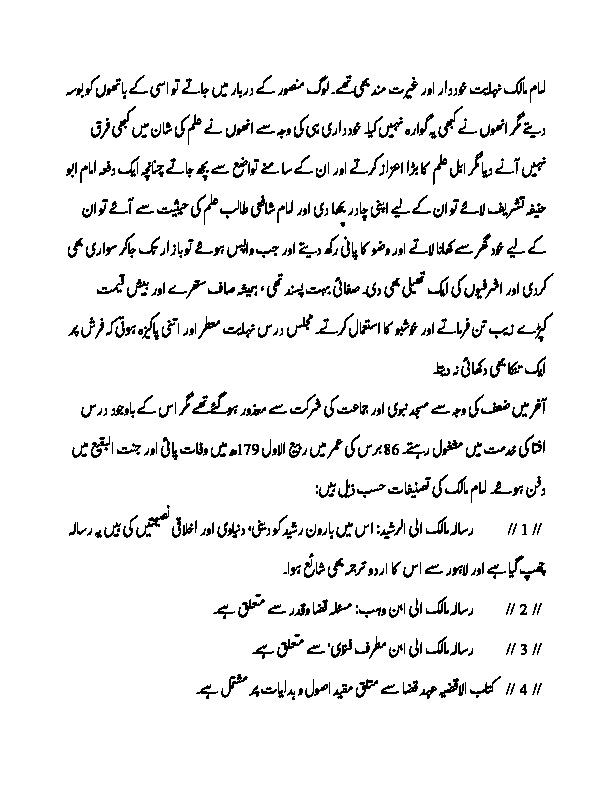 امام مالک نہایت خوددار اور غیرت مند بھی تھے۔ لوگ منصور کے دربار میں جاتے تو اسی کے ہاتھوں کو بوسہ
دیتے مگر انھوں نے کبھی یہ گوارہ نہیں کیا۔ خودداری ہی کی وجہ سے انھوں نے علم کی شان میں کبھی فرق
نہیں آنے دیا مگر اہل علم کا بڑا اعزاز کرتے اور ان کے سامنے تواضع سے بچھ جاتے چنانچہ ایک دفعہ امام ابو
حنیفہ تشریف لائے تو ان کے لیے اپنی چادر بچھا دی اور امام شافعی طالب علم کی حیثیت سے آئے تو ان
کے لیے خود گھر سے کھانا لاتے اور وضو کا پانی رکھ دیتے اور جب واپس ہوئے تو بازار تک جاکر سواری بھی
کردی اور اشرفیوں کی ایک تھیلی بھی دی۔ صفائی بہت پسند تھی ، ہمیشہ صاف ستھرے اور بیش قیمت
کپڑے زیب تن فرماتے اور خوشبو کا استعمال کرتے۔ مجلس درس نہایت معطر اور اتنی پاکیزہ ہوتی کہ فرش پر
ایک تنکا بھی دکھائی نہ دیتا۔
آخر میں ضعف کی وجہ سے مسجد نبوی اور جماعت کی شرکت سے معذور ہوگئے تھے مگر اس کے باوجود درس
افتا کی خدمت میں مشغول رہتے۔ 86 برس کی عمر میں ربیع الاول 179ھ میں وفات پائی اور جنت البقیع میں
دفن ہوئے۔ امام مالک کی تصنیفات حسب ذیل ہیں:
// 1 // رسالہ مالک الی الرشید: اس میں ہارون رشید کو دینی، دنیاوی اور اخلاقی نصیحتیں کی ہیں یہ رسالہ
چھپ گیا ہے اور لاہور سے اس کا اردو ترجمہ بھی شائع ہوا۔
// 2 // رسالہ مالک الی ابن وہب: مسئلہ قضا وقدر سے متعلق ہے۔
// 3 // رسالہ مالک الی ابن مطرف فتویٰ' سے متعلق ہے۔
// 4 // کتاب الاقضیہ عہد قضا سے متلق مفید اصول و ہدایات پر مشتمل ہے۔